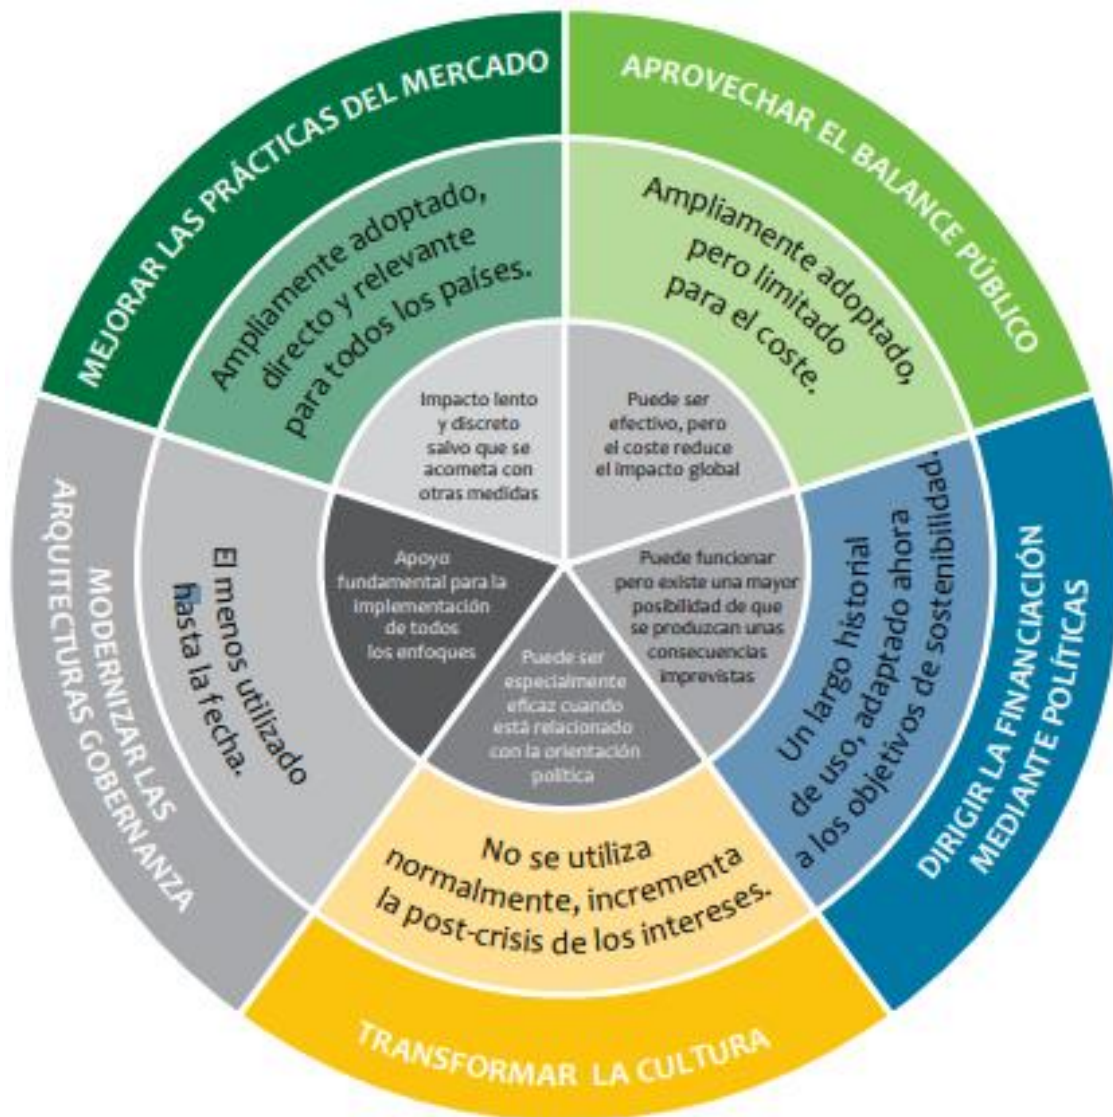 MEJORAR LAS PRÁCTICAS DEL MERCADO
Ampliamente adoptado,
directo y relevante
para todos los países.
Impacto lento
y discreto
salvo que se
acometa con
otras medidas
APROVECHAR EL BALANCE PÚBLICO
Ampliamente adoptado,
pero limitado
para el coste.
Puede ser
efectivo, pero
el coste reduce
el impacto global
DIRIGIR LA FINANCIACIÓN
MEDIANTE POLÍTICAS
Un largo historial
de uso, adaptado ahora
a los objetivos de sostenibilidad.
Puede funcionar
pero existe una mayor
posibilidad de que
se produzcan unas
consecuencias
imprevistas
TRANSFORMAR LA CULTURA
No se utiliza
normalmente, incrementa
la post-crisis de los intereses.
Puede ser
especialmente
eficaz cuando
está relacionado
con la orientación
política
MODERNIZAR LAS
ARQUITECTURAS GOBERNANZA
El menos utilizado
hasta la fecha.
Apoyo
fundamental para la
implementación
de todos
los enfoques